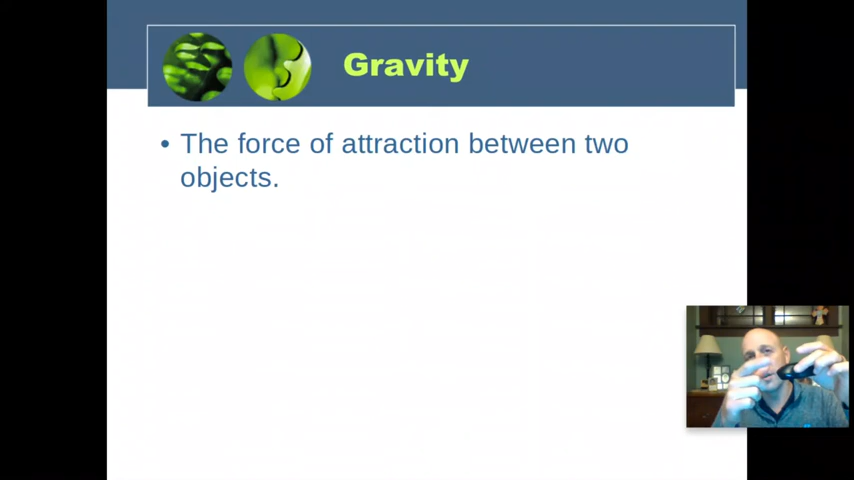 Gravity
• The force of attraction between two
objects.